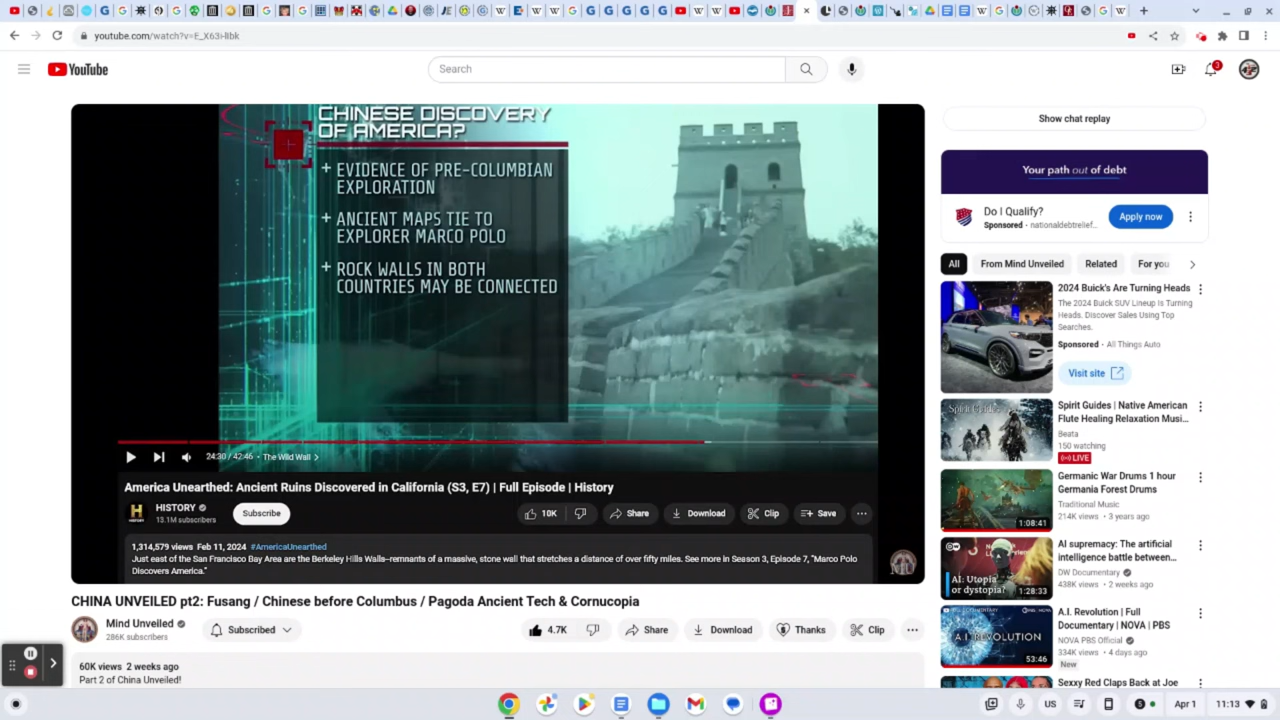 youtube.com/watch?v=E_X63HlIbk
YouTube
Search
3
CHINESE DISCOVERY
OF AMERICA?
+ EVIDENCE OF PRE-COLUMBIAN
EXPLORATION
+ ANCIENT MAPS TIE TO
EXPLORER MARCO POLO
+ ROCK WALLS IN BOTH
COUNTRIES MAY BE CONNECTED
24:30 / 42:46 • The Wild Wall >
America Unearthed: Ancient Ruins Discovered
(S3, E7) | Full Episode | History
HISTORY
13.1M subscribers
Subscribe
10K
Share
Download
Clip
Save
1,314,579 views Feb 11, 2024 #AmericaUnearthed
Just east of the San Francisco Bay Area are the Berkeley Hills Walls-remnants of a mysterious, stone wall that stretches a distance of over fifty miles. See more in Season 3, Episode 7, "Marco Polo
Discovers America."
CHINA UNVEILED pt2: Fusang / Chinese before Columbus / Pagoda Ancient Tech & Cornucopia
Mind Unveiled
286K subscribers
Subscribed
4.7K
Share
Download
Thanks
Clip
60K views 2 weeks ago
Part 2 of China Unveiled!
Show chat replay
Your path out of debt
Do I Qualify?
Sponsored · nationaldebtrelief...
Apply now
All
From Mind Unveiled
Related
For you
2024 Buick's Are Turning Heads
The 2024 Buick SUV Lineup Is Turning
Heads. Discover Sales Using Top
Searches.
Sponsored · All Things Auto
Visit site
Spirit Guides
Spirit Guides | Native American
Flute Healing Relaxation Musi...
Beata
150 watching
LIVE
Germanic War Drums 1 hour
Germania Forest Drums
Traditional Music
214K views • 3 years ago
1:08:41
AI supremacy: The artificial
intelligence battle between...
DW Documentary
438K views • 2 weeks ago
AI: Utopia
or dystopia?
1:28:33
A.I. Revolution | Full
Documentary | NOVA | PBS
NOVA PBS Official
334K views • 4 days ago
New
A.I. REVOLUTION
53:46
Sexxy Red Claps Back at Joe
US
Apr 1
11:13